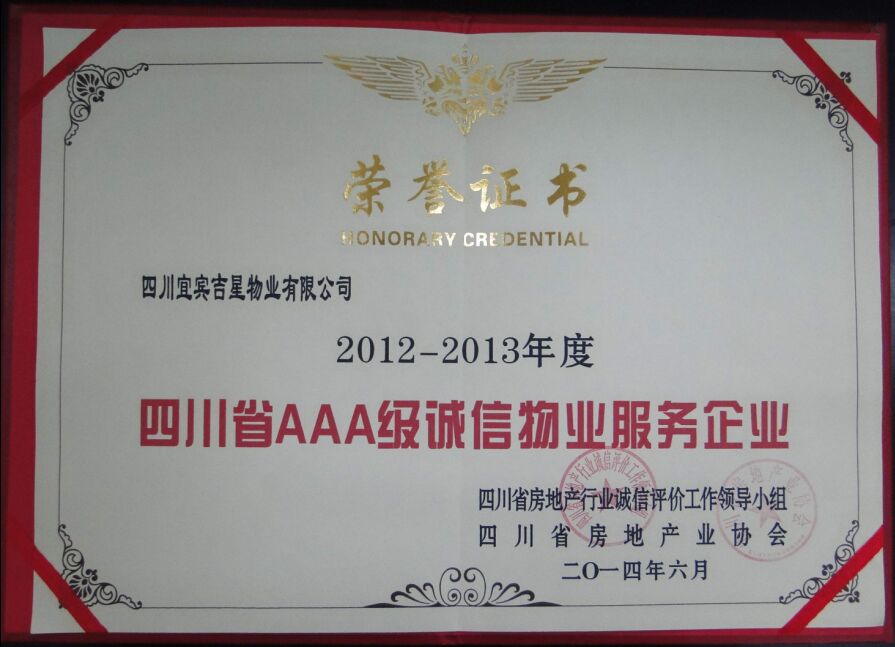 荣誉证书
HONORARY CREDENTIAL
四川宜宾吉星物业有限公司
2012-2013年度
四川省AAA级诚信物业服务企业
四川省房地产行业诚信评价工作领导小组
四川省房地产业协会
二〇一四年六月